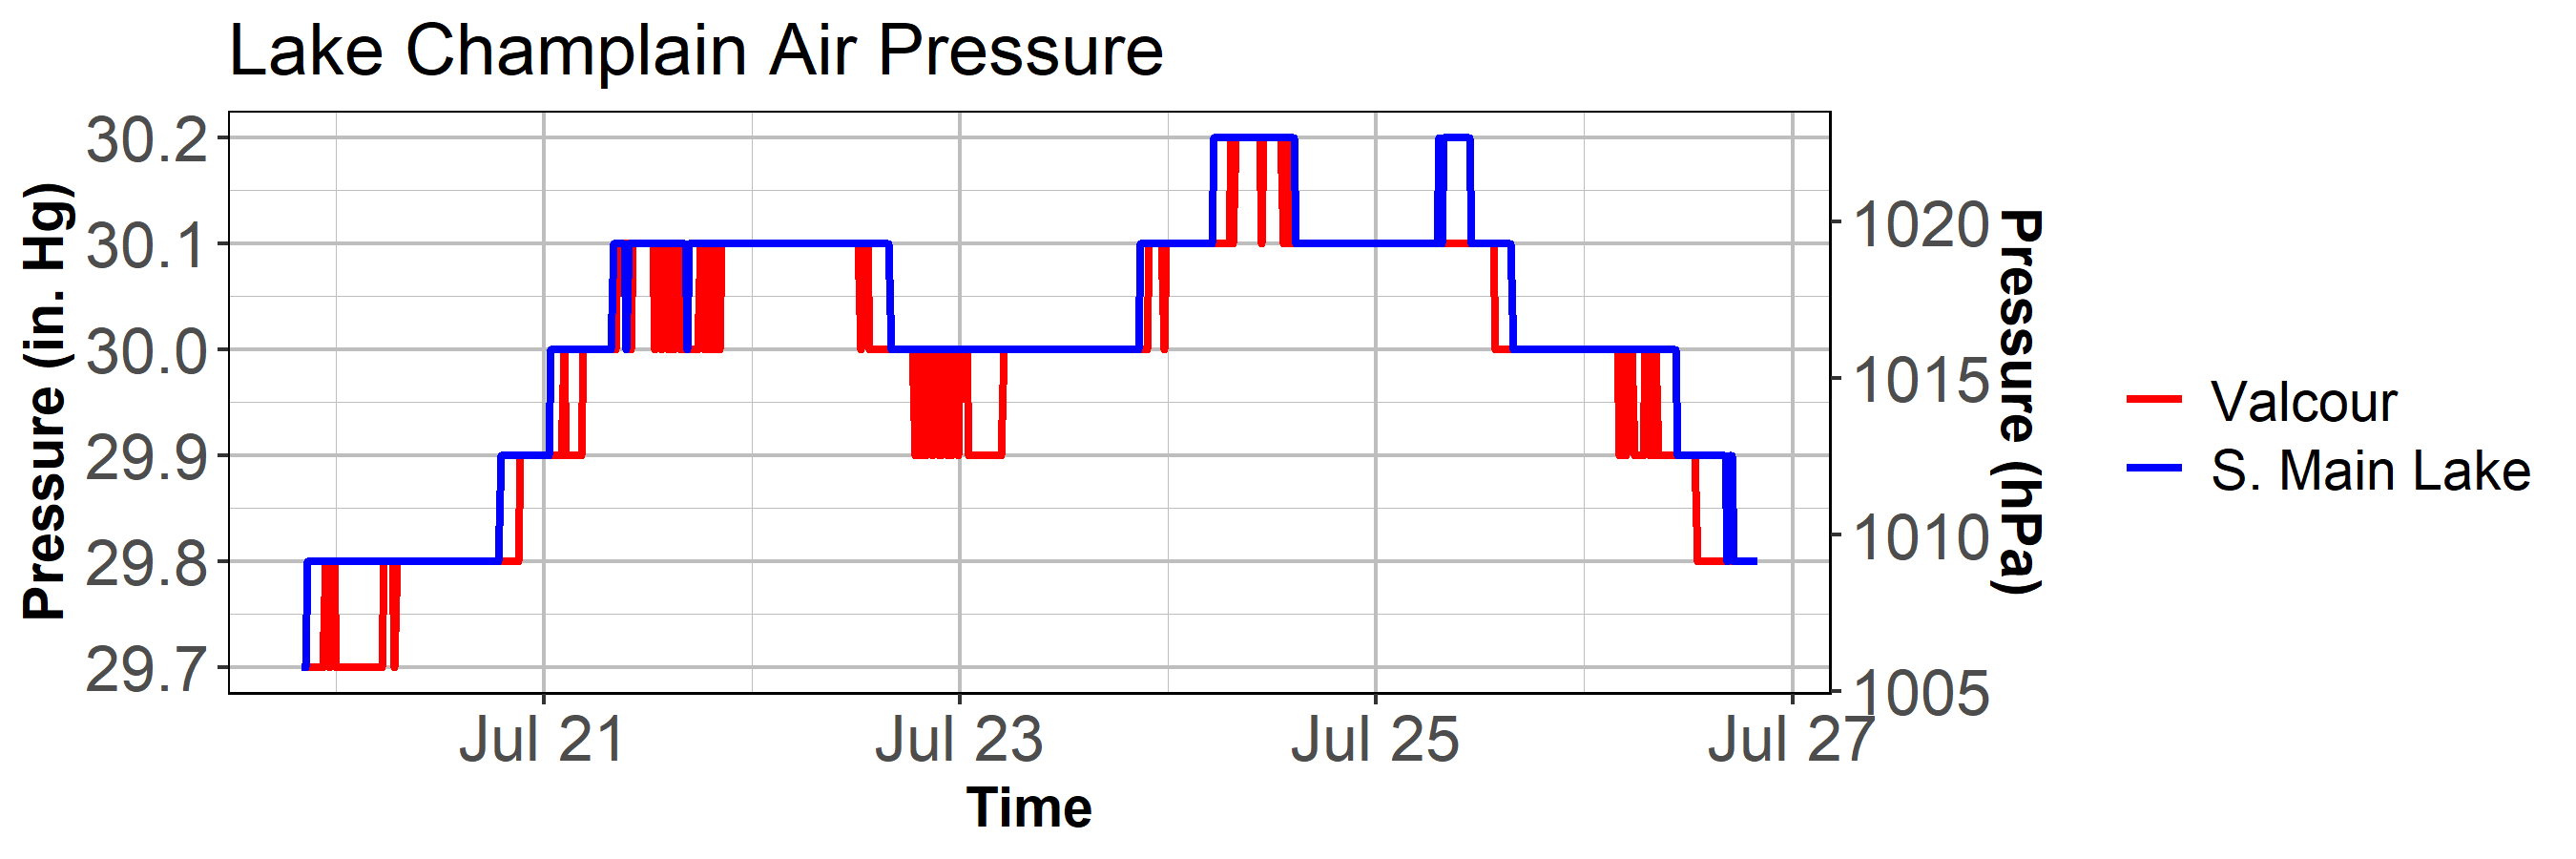 Lake Champlain Air Pressure
Pressure (in. Hg)
30.2
30.1
30.0
29.9
29.8
29.7
1020
1015
1010
1005
Pressure (hPa)
Jul 21
Jul 23
Jul 25
Jul 27
Time
Valcour
S. Main Lake